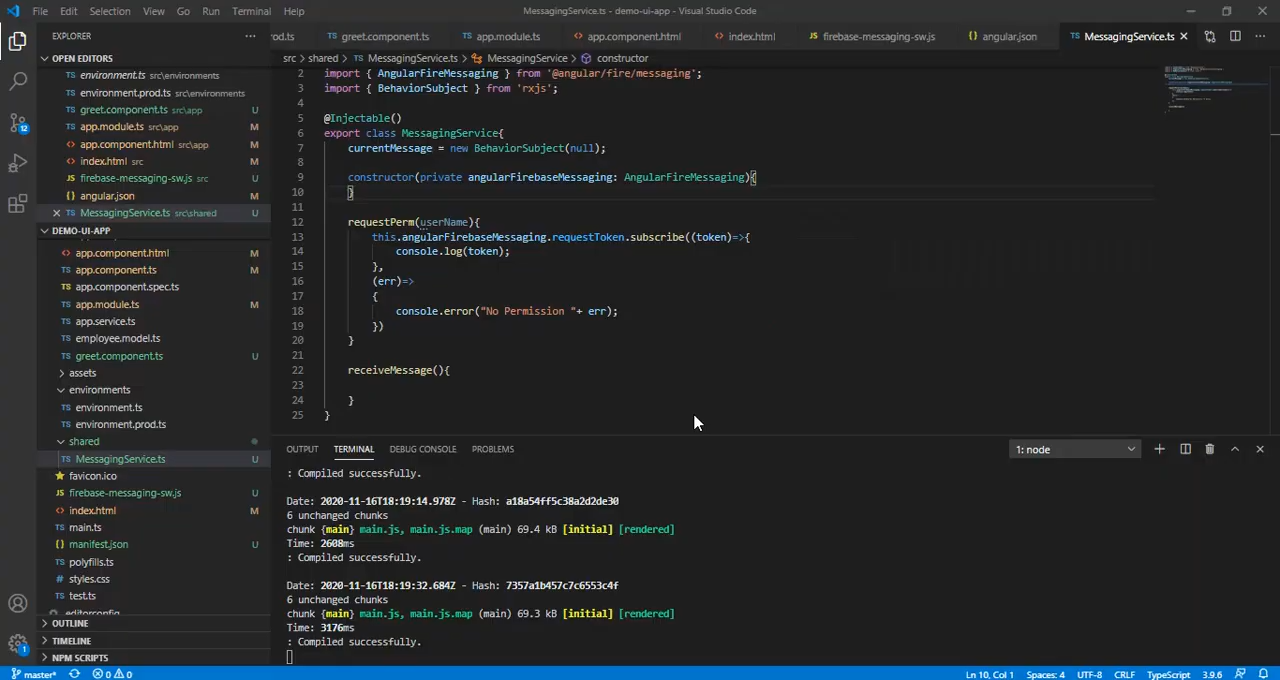 File Edit Selection View Go Run Terminal Help MessagingService.ts - demo-ui-app - Visual Studio Code
EXPLORER
od.ts greet.component.ts app.module.ts app.component.html index.html firebase-messaging-sw.js angular.json MessagingService.ts
OPEN EDITORS
environment.ts src\environments
environment.prod.ts src\environments
greet.component.ts src\app U
app.module.ts src\app M
app.component.html src\app M
index.html src M
firebase-messaging-sw.js src U
angular.json M
MessagingService.ts src\shared U
12
DEMO-UI-APP
app.component.html M
app.component.ts M
app.component.spec.ts
app.module.ts M
app.service.ts
employee.model.ts
greet.component.ts U
assets
environments
environment.ts
environment.prod.ts
shared
MessagingService.ts U
favicon.ico
firebase-messaging-sw.js U
index.html M
main.ts
manifest.json U
polyfills.ts
styles.css
test.ts
.editorconfig
OUTLINE
TIMELINE
NPM SCRIPTS
1
src > shared > MessagingService.ts > MessagingService > constructor
2 import { AngularFireMessaging } from '@angular/fire/messaging';
3 import { BehaviorSubject } from 'rxjs';
4
5 @Injectable()
6 export class MessagingService{
7 currentMessage = new BehaviorSubject(null);
8
9 constructor(private angularFirebaseMessaging: AngularFireMessaging){
10 }
11
12 requestPerm(userName){
13 this.angularFirebaseMessaging.requestToken.subscribe((token)=>{
14 console.log(token);
15 },
16 (err)=>
17 {
18 console.error("No Permission "+ err);
19 })
20 }
21
22 receiveMessage(){
23
24 }
25 }
OUTPUT TERMINAL DEBUG CONSOLE PROBLEMS 1: node
: Compiled successfully.
Date: 2020-11-16T18:19:14.978Z - Hash: a18a54ff5c38a2d2de30
6 unchanged chunks
chunk {main} main.js, main.js.map (main) 69.4 kB [initial] [rendered]
Time: 2608ms
: Compiled successfully.
Date: 2020-11-16T18:19:32.684Z - Hash: 7357a1b457c7c6553c4f
6 unchanged chunks
chunk {main} main.js, main.js.map (main) 69.3 kB [initial] [rendered]
Time: 3176ms
: Compiled successfully.
master* 0 0 Ln 10, Col 1 Spaces: 4 UTF-8 CRLF TypeScript 3.9.6